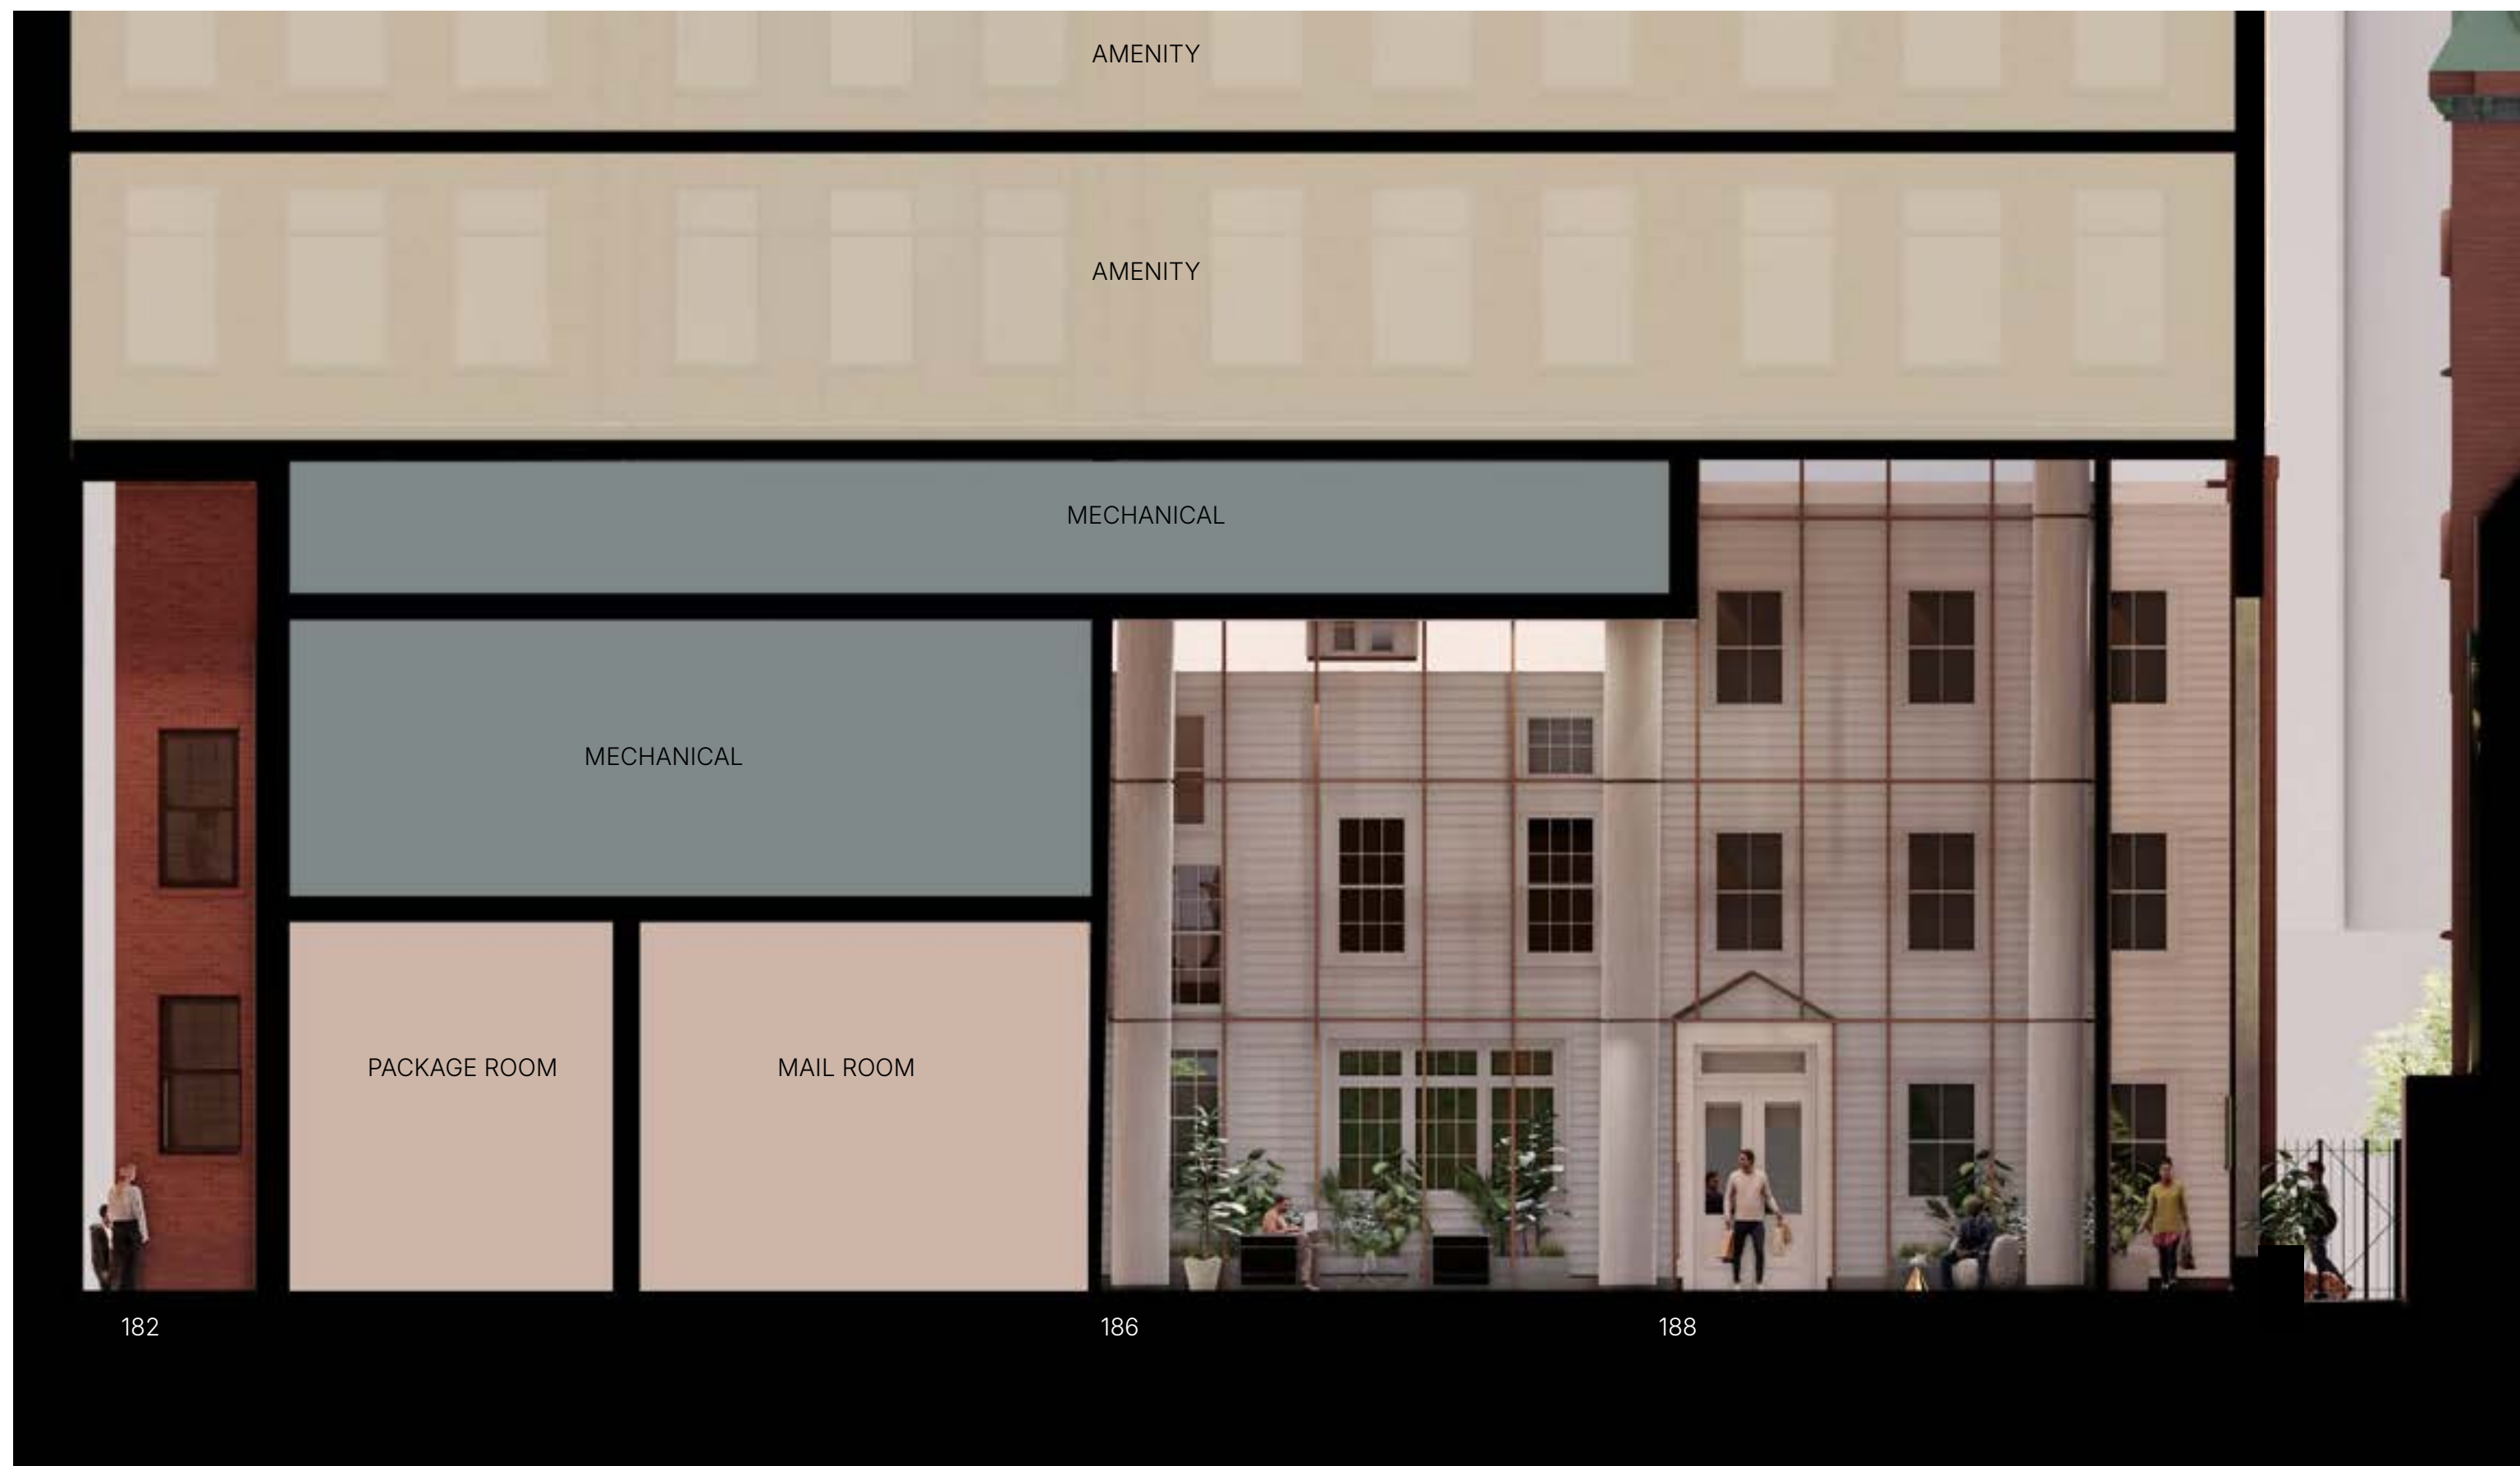 AMENITY
AMENITY
MECHANICAL
MECHANICAL
PACKAGE ROOM
MAIL ROOM
182
186
188